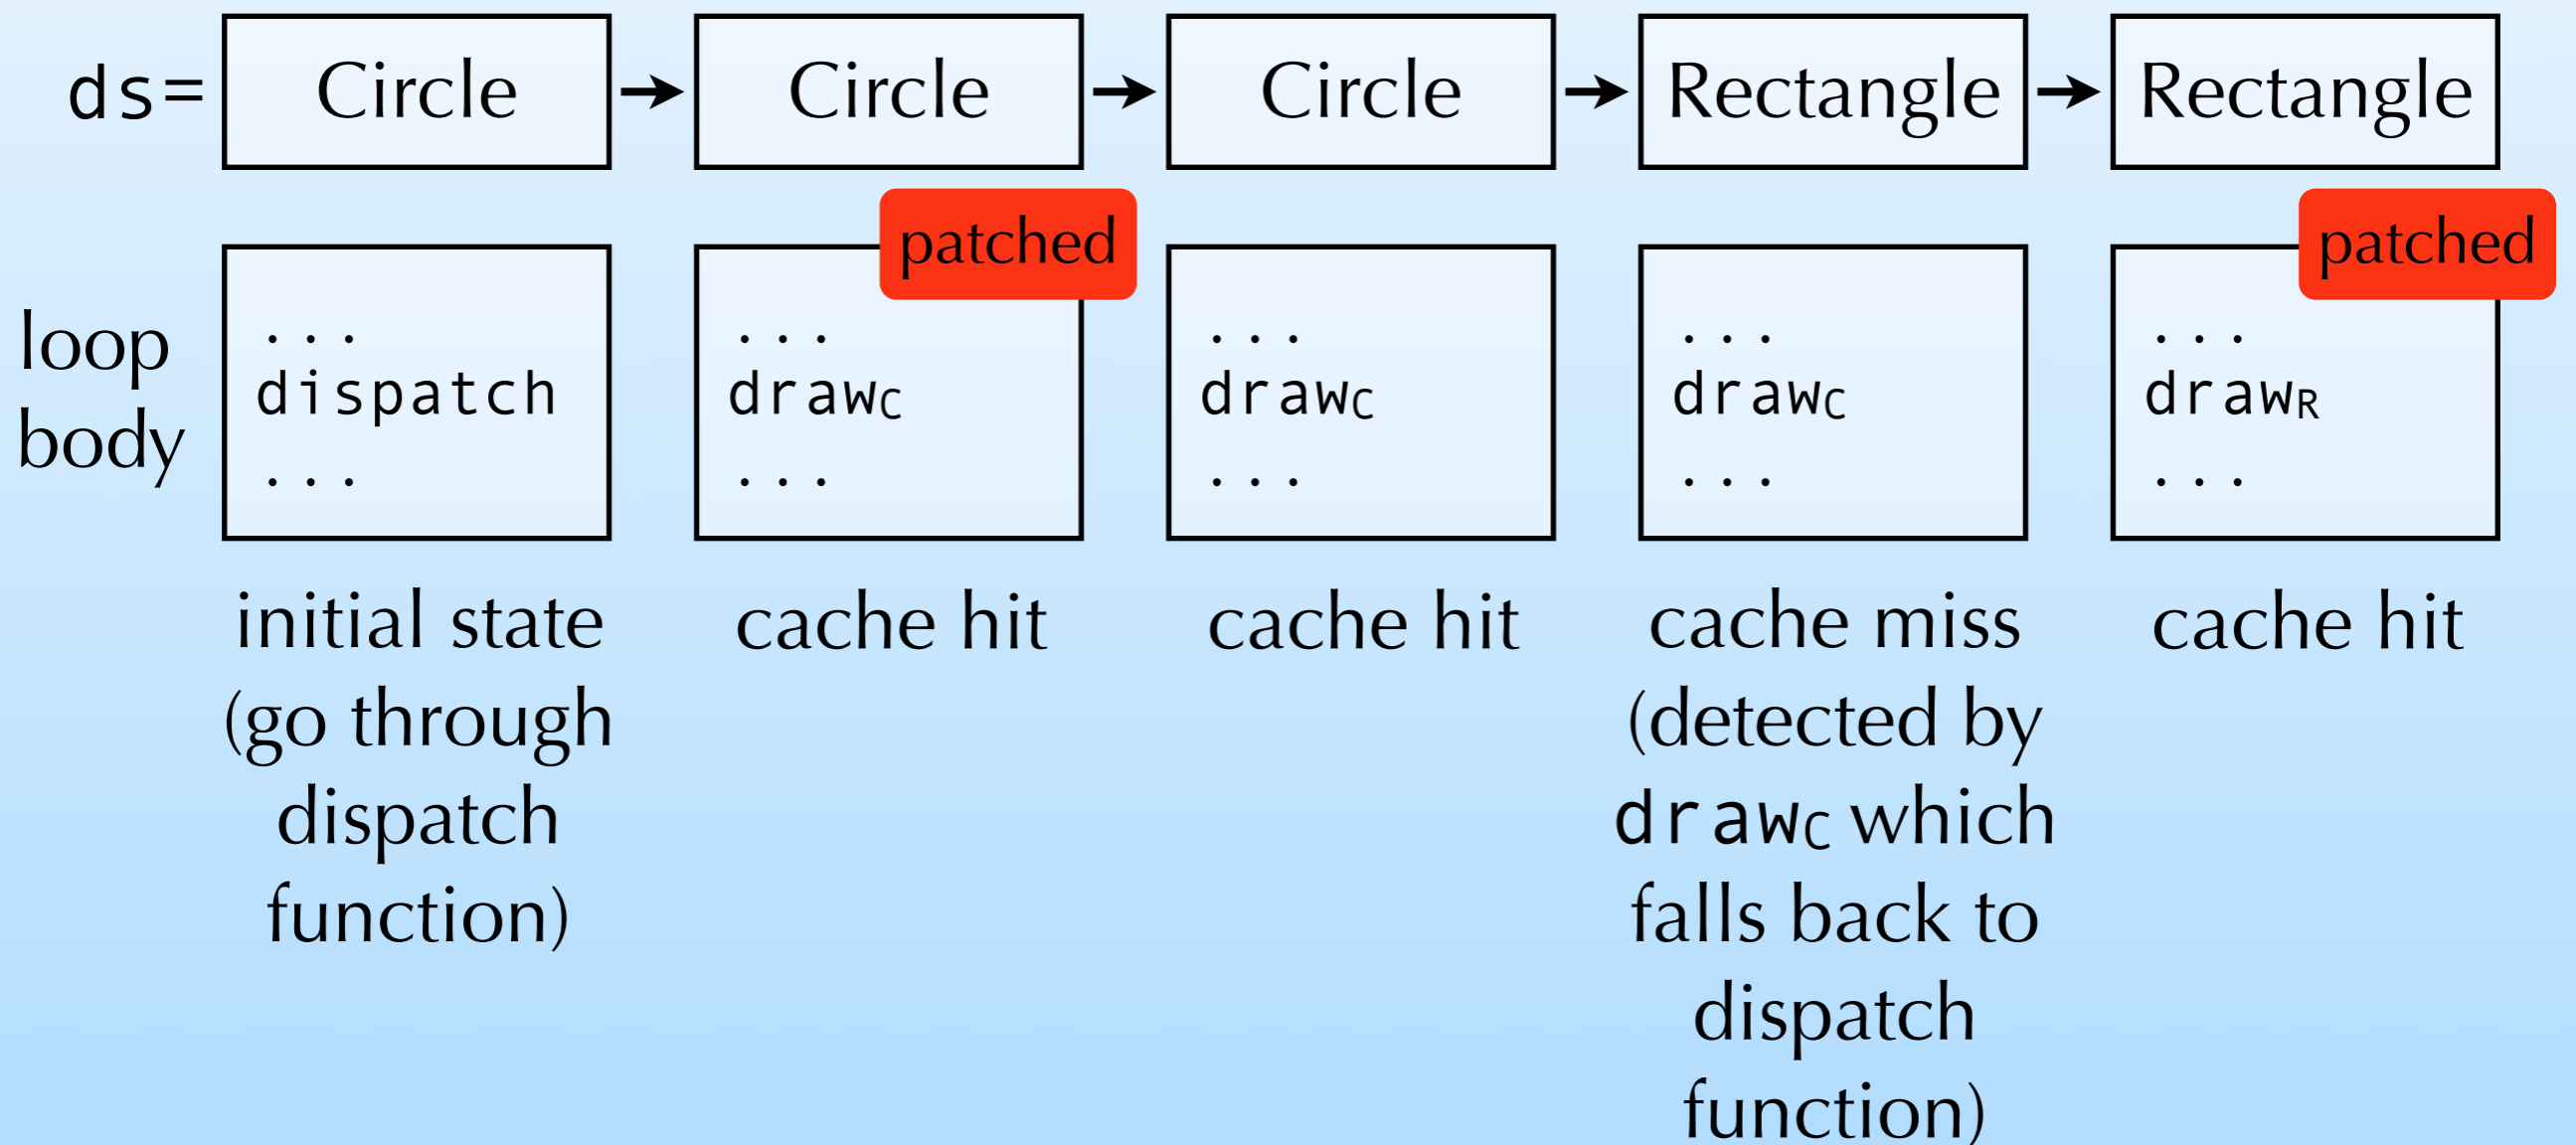 ds= Circle → Circle → Circle → Rectangle → Rectangle
patched
patched
loop
body
...
dispatch
...
...
drawC
...
...
drawC
...
...
drawC
...
...
drawR
...
initial state
(go through
dispatch
function)
cache hit
cache hit
cache miss
(detected by
drawC which
falls back to
dispatch
function)
cache hit